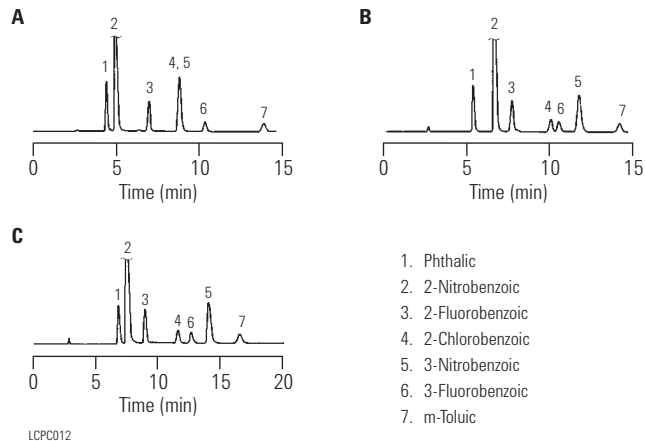 A
2
1
3
4, 5
6
7
0 5 10 15
Time (min)
B
2
1
3
4 6
5
7
0 5 10 15
Time (min)
C
2
1
3
4 6
5
7
0 5 10 15 20
Time (min)
1. Phthalic
2. 2-Nitrobenzoic
3. 2-Fluorobenzoic
4. 2-Chlorobenzoic
5. 3-Nitrobenzoic
6. 3-Fluorobenzoic
7. m-Toluic
LCPC012